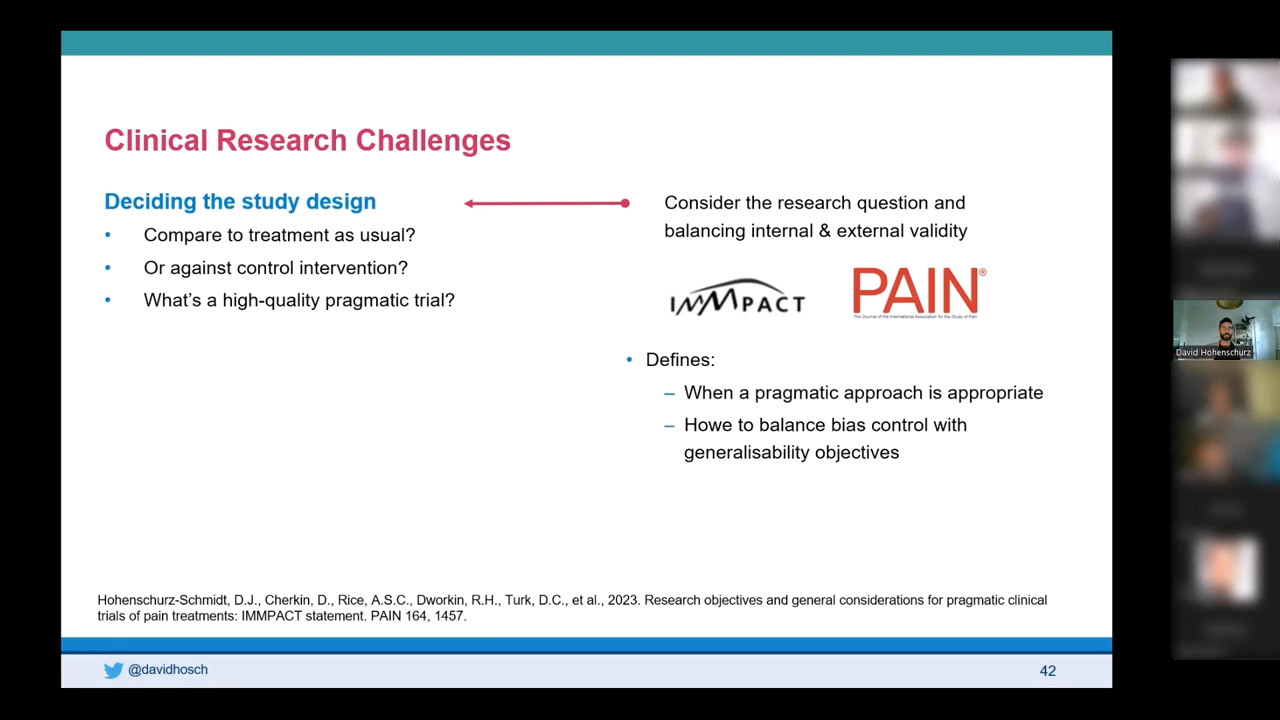 Clinical Research Challenges
Deciding the study design
• Compare to treatment as usual?
• Or against control intervention?
• What's a high-quality pragmatic trial?
Consider the research question and
balancing internal & external validity
IMMPACT
PAIN®
The Journal of the International Association for the Study of Pain
• Defines:
– When a pragmatic approach is appropriate
– Howe to balance bias control with
generalisability objectives
Hohenschurz-Schmidt, D.J., Cherkin, D., Rice, A.S.C., Dworkin, R.H., Turk, D.C., et al., 2023. Research objectives and general considerations for pragmatic clinical
trials of pain treatments: IMMPACT statement. PAIN 164, 1457.
@davidhosch
42
David Hohenschurz